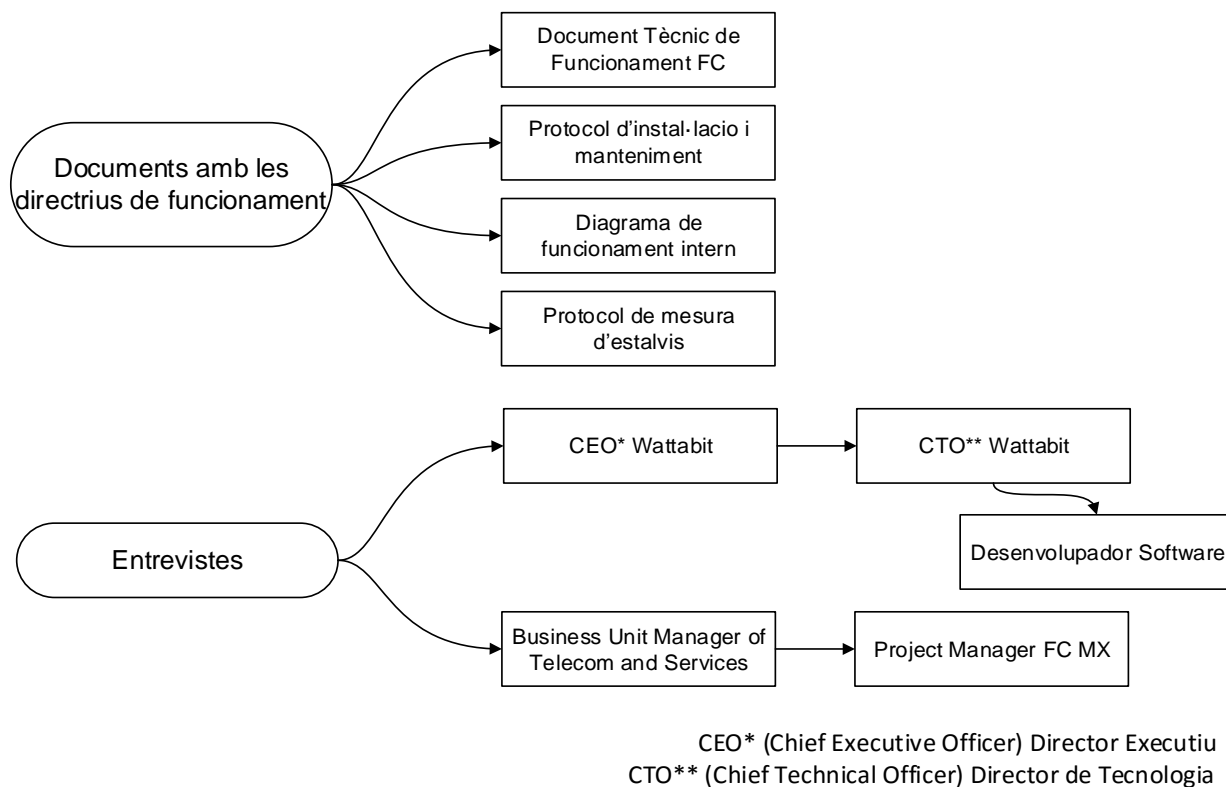 Document Tècnic de
Funcionament FC
Protocol d’instal·lacio i
manteniment
Documents amb les
directrius de funcionament
Diagrama de
funcionament intern
Protocol de mesura
d’estalvis
CEO* Wattabit
CTO** Wattabit
Desenvolupador Software
Entrevistes
Business Unit Manager of
Telecom and Services
Project Manager FC MX
CEO* (Chief Executive Officer) Director Executiu
CTO** (Chief Technical Officer) Director de Tecnologia